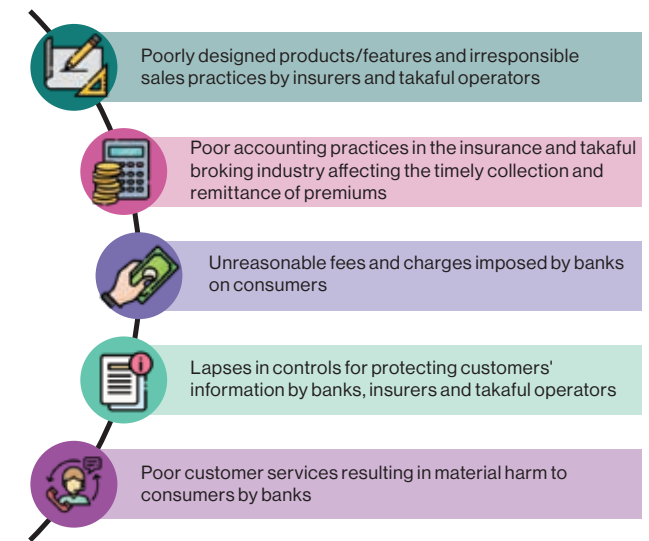 Poorly designed products/features and irresponsible
sales practices by insurers and takaful operators
Poor accounting practices in the insurance and takaful
broking industry affecting the timely collection and
remittance of premiums
Unreasonable fees and charges imposed by banks
on consumers
Lapses in controls for protecting customers'
information by banks, insurers and takaful operators
Poor customer services resulting in material harm to
consumers by banks